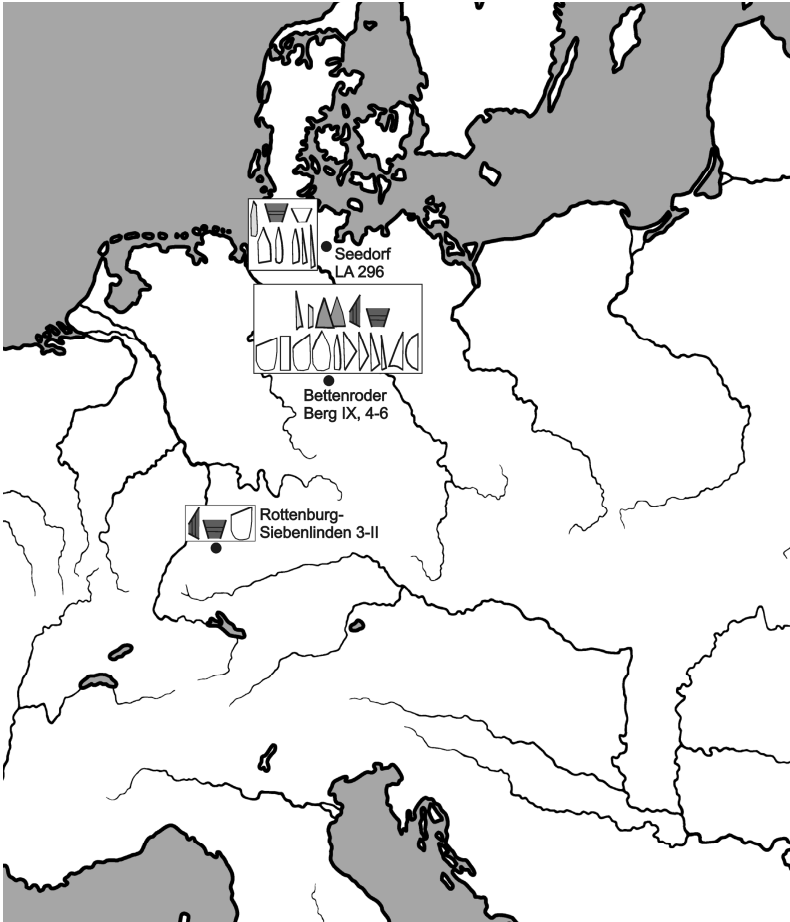 Seedorf
LA 296
Bettenroder
Berg IX, 4-6
Rottenburg-
Siebenlinden 3-II